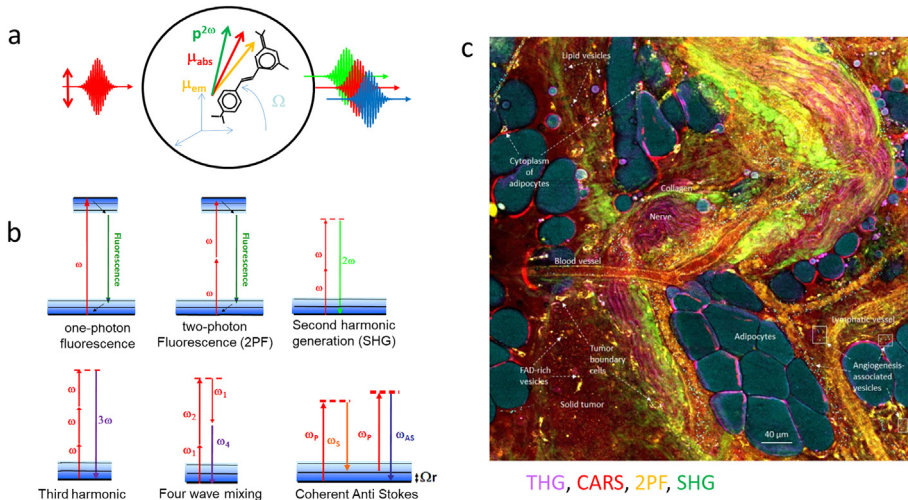 a
p²ω
μabs
μem
Ω
b
ω
Fluorescence
one-photon
fluorescence
ω
ω
Fluorescence
two-photon
Fluorescence (2PF)
ω
ω
2ω
Second harmonic
generation (SHG)
ω
ω
ω
3ω
Third harmonic
ω2
ω1
ω1
ω4
Four wave mixing
ωP
ωS
ωP
ωAS
Ωr
Coherent Anti Stokes
c
Lipid vesicles
Cytoplasm
of
adipocytes
Collagen
Nerve
Blood vessel
Lymphatic vessel
Adipocytes
Tumor
boundary
cells
FAD-rich
vesicles
Angiogenesis-
associated
vesicles
Solid tumor
40 μm
THG, CARS, 2PF, SHG